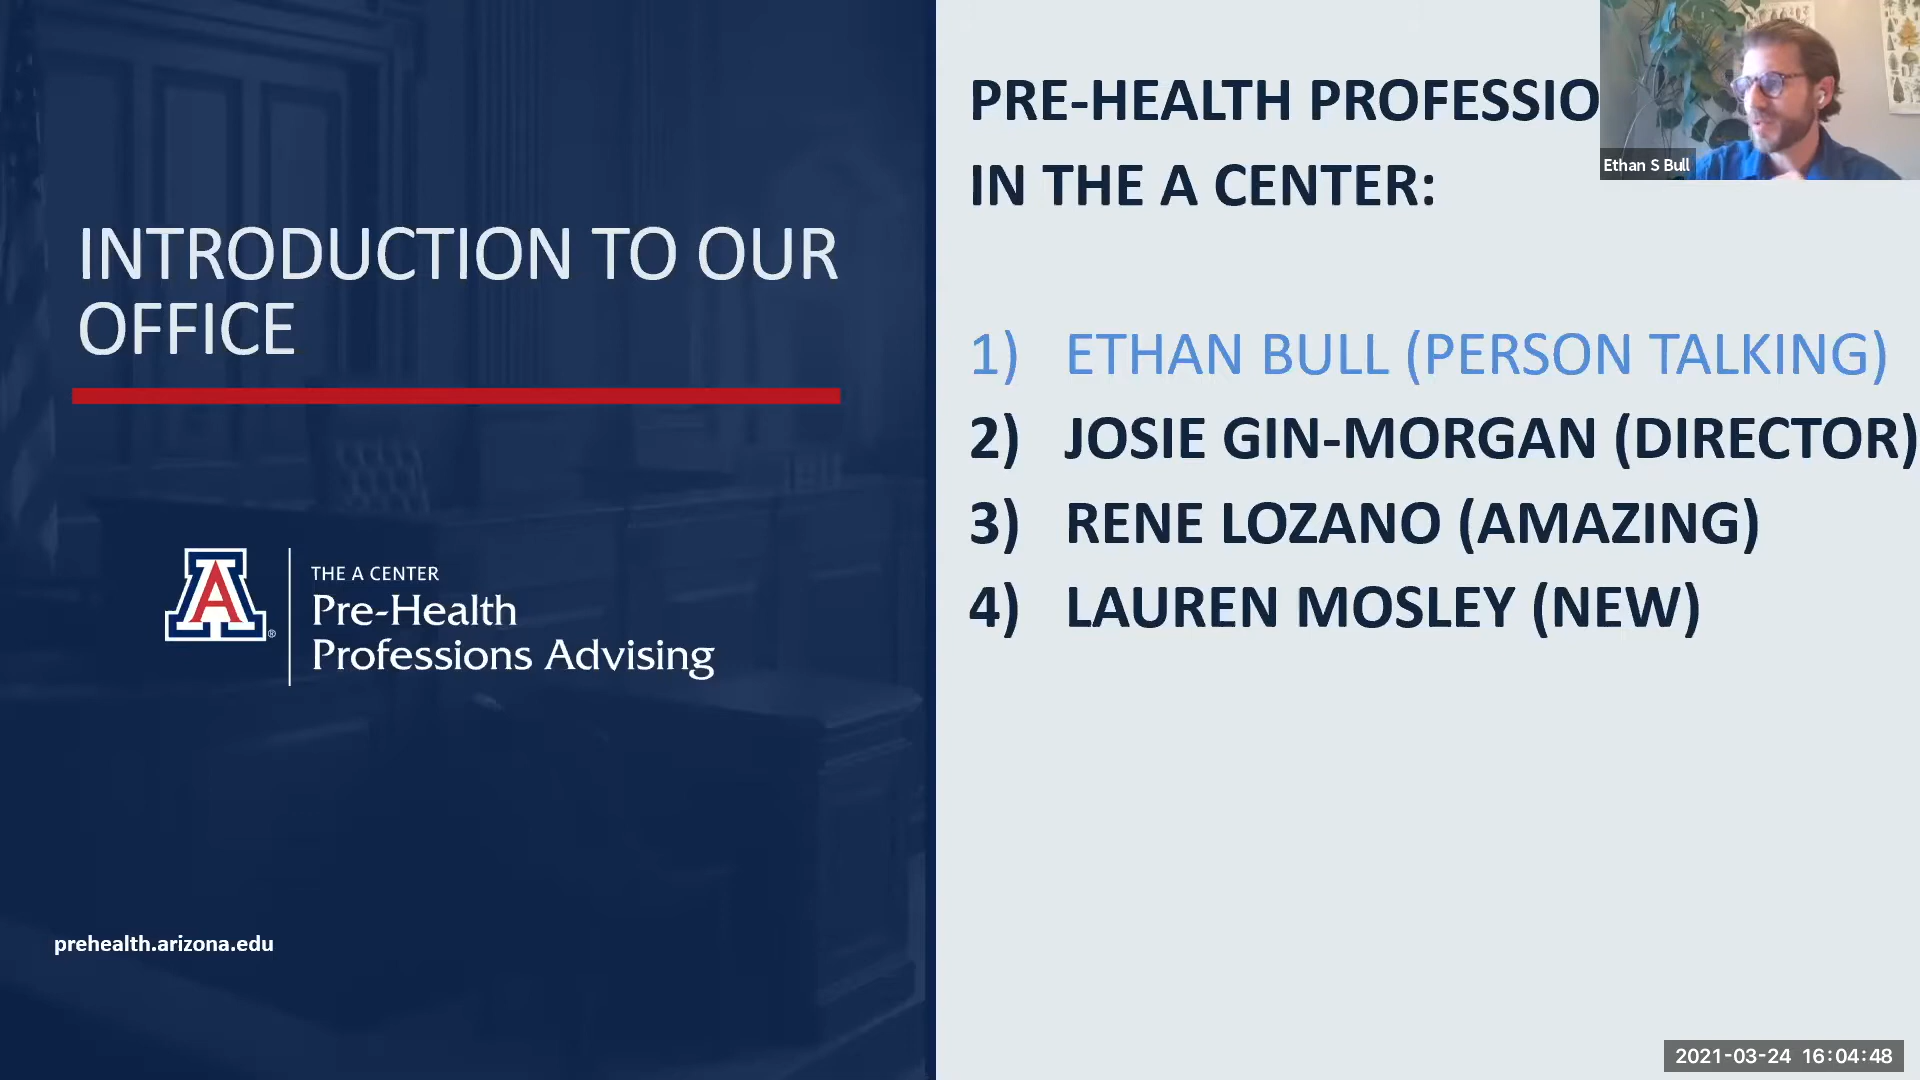 INTRODUCTION TO OUR
OFFICE
A
®
THE A CENTER
Pre-Health
Professions Advising
prehealth.arizona.edu
PRE-HEALTH PROFESSIO
IN THE A CENTER:
1) ETHAN BULL (PERSON TALKING)
2) JOSIE GIN-MORGAN (DIRECTOR)
3) RENE LOZANO (AMAZING)
4) LAUREN MOSLEY (NEW)
Ethan S Bull
2021-03-24 16:04:48